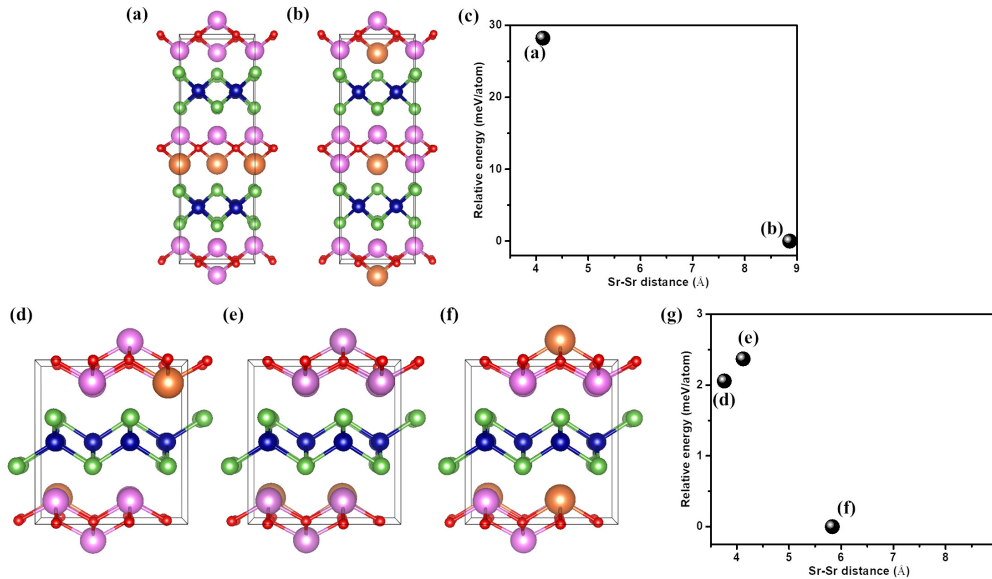 (a)
(b)
(c)
30
20
10
0
Relative energy (meV/atom)
(a)
(b)
4
5
6
7
8
9
Sr-Sr distance (Å)
(d)
(e)
(f)
(g)
3
2
1
0
Relative energy (meV/atom)
(e)
(d)
(f)
4
5
6
7
8
Sr-Sr distance (Å)